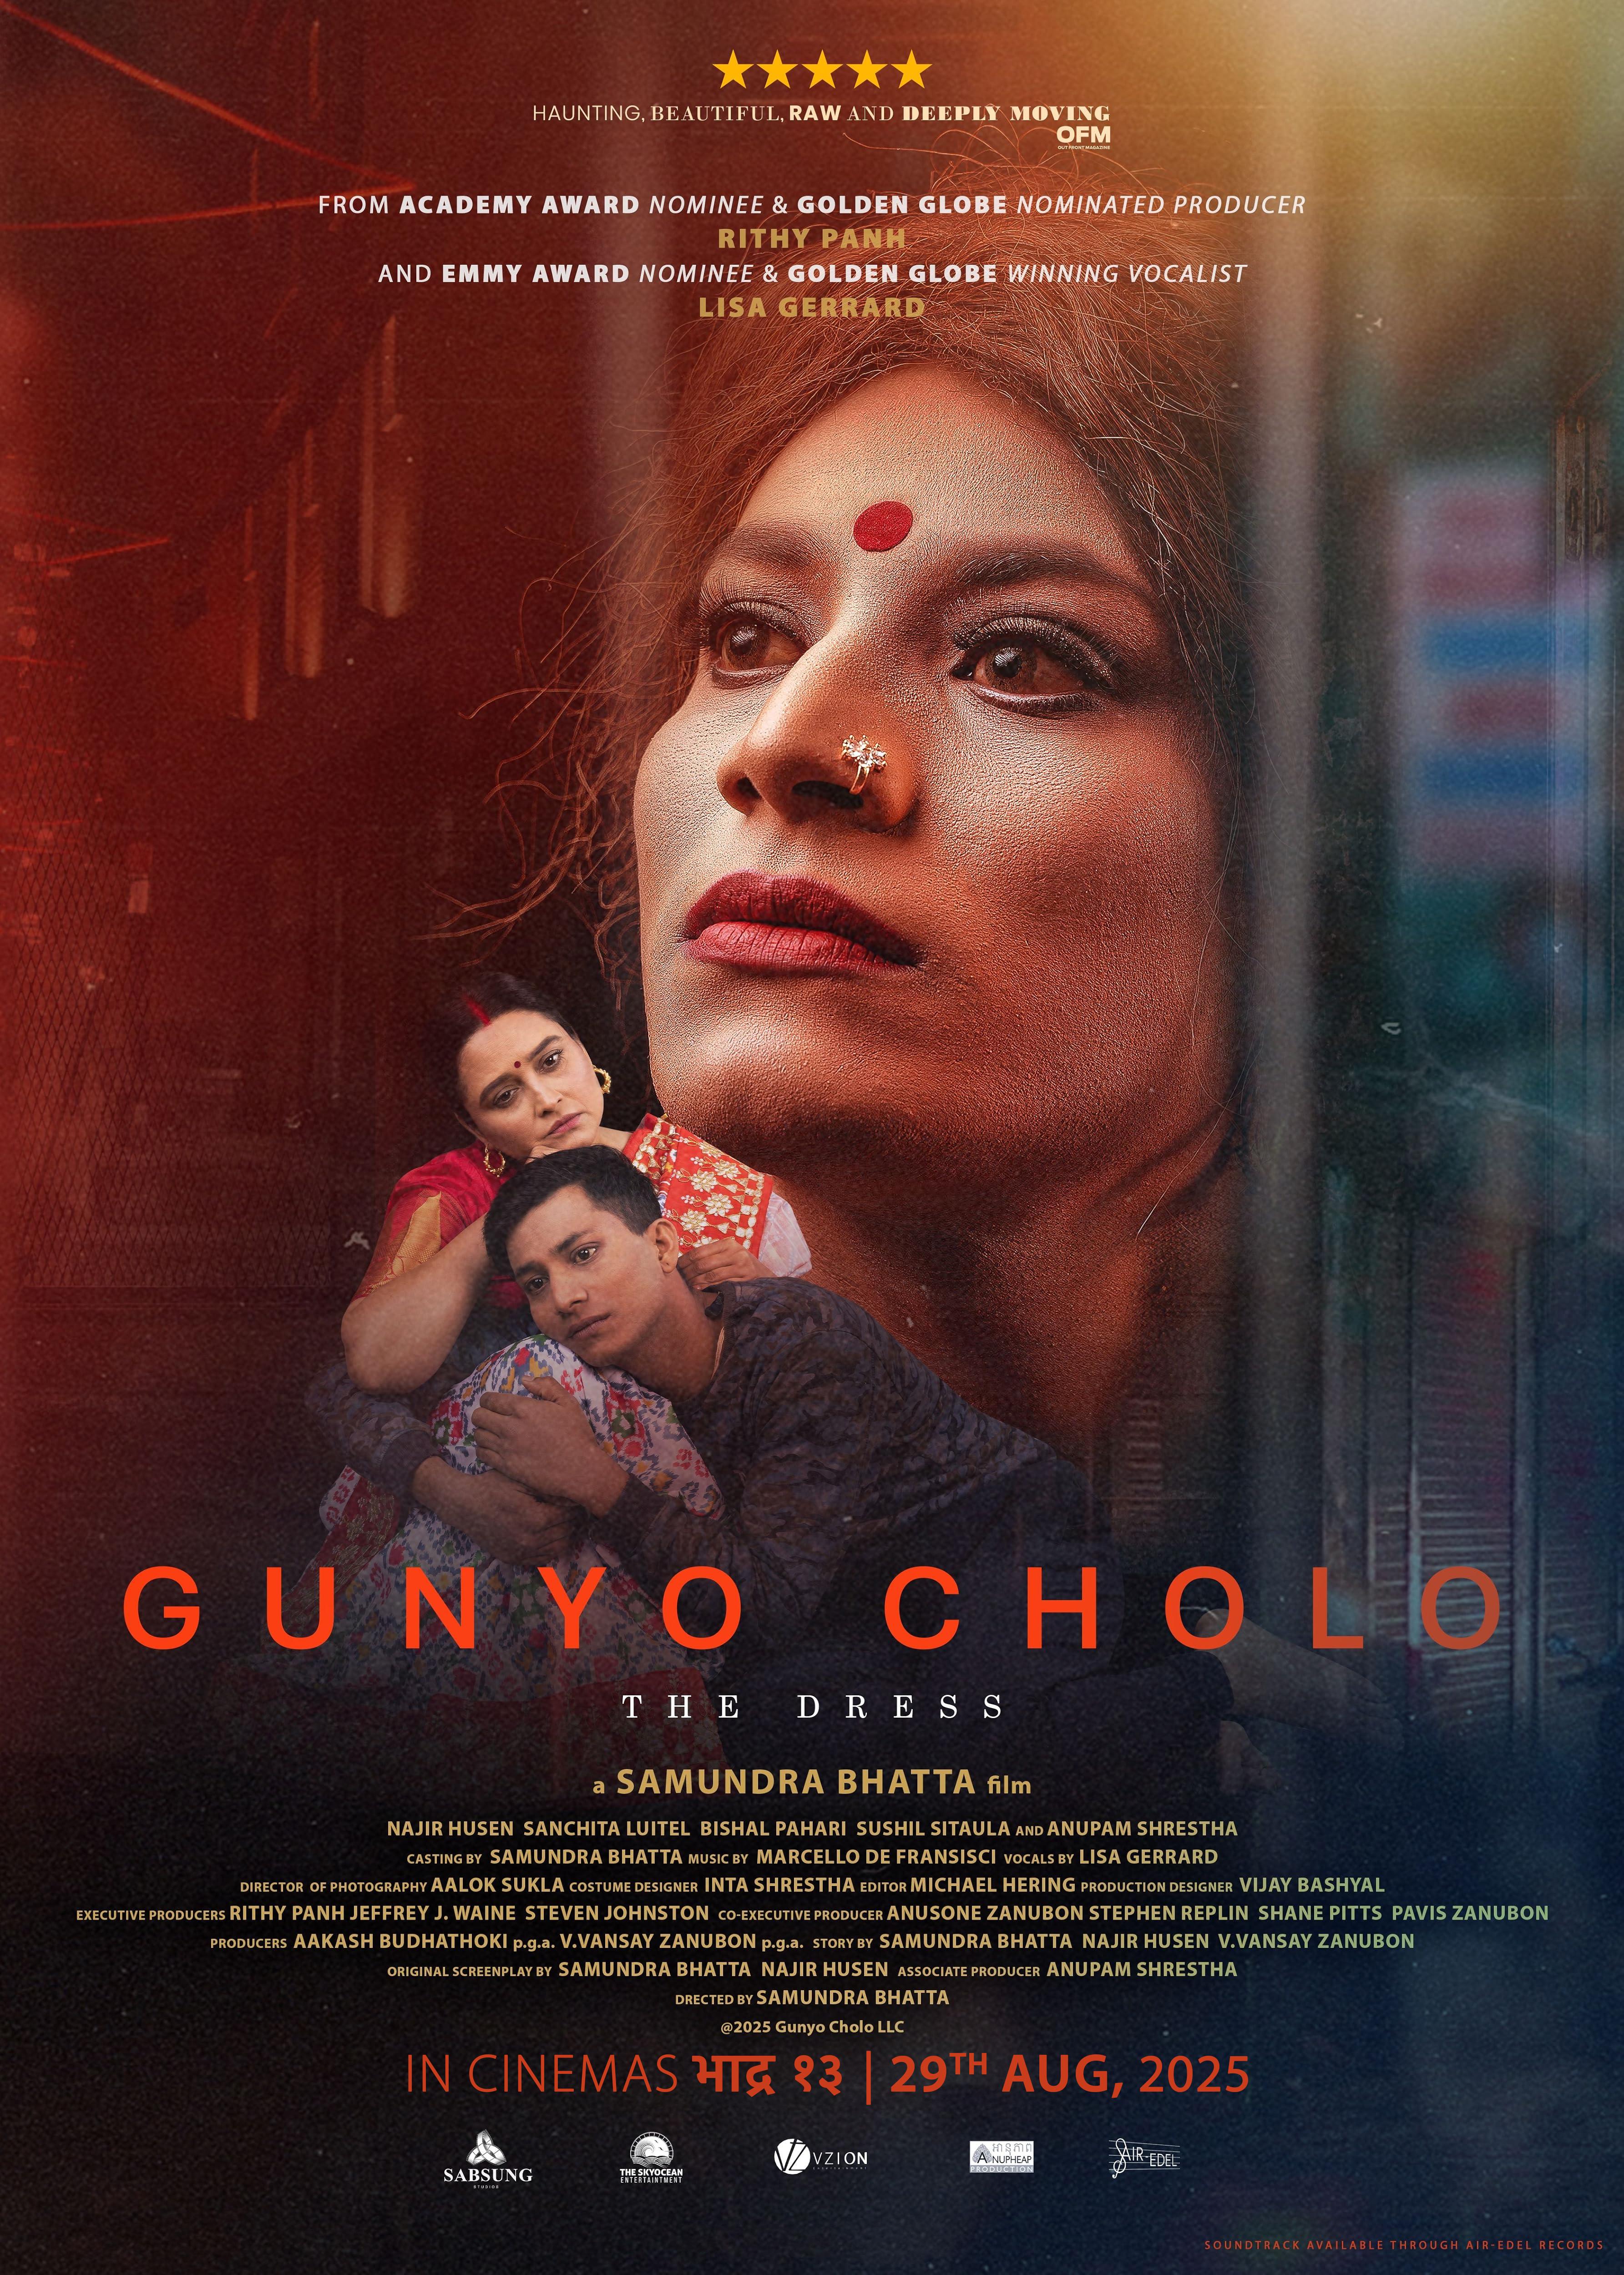 HAUNTING, BEAUTIFUL, RAW AND DEEPLY MOVING
OFM
OUT FRONT MAGAZINE
FROM ACADEMY AWARD NOMINEE & GOLDEN GLOBE NOMINATED PRODUCER
RITHY PANH
AND EMMY AWARD NOMINEE & GOLDEN GLOBE WINNING VOCALIST
LISA GERRARD
GUNYO CHOLO
THE DRESS
a SAMUNDRA BHATTA film
NAJIR HUSEN SANCHITA LUITEL BISHAL PAHARI SUSHIL SITAULA AND ANUPAM SHRESTHA
CASTING BY SAMUNDRA BHATTA MUSIC BY MARCELLO DE FRANSISCI VOCALS BY LISA GERRARD
DIRECTOR OF PHOTOGRAPHY AALOK SUKLA COSTUME DESIGNER INTA SHRESTHA EDITOR MICHAEL HERING PRODUCTION DESIGNER VIJAY BASHYAL
EXECUTIVE PRODUCERS RITHY PANH JEFFREY J. WAINE STEVEN JOHNSTON CO-EXECUTIVE PRODUCER ANUSONE ZANUBON STEPHEN REPLIN SHANE PITTS PAVIS ZANUBON
PRODUCERS AAKASH BUDHATHOKI p.g.a. V.VANSAY ZANUBON p.g.a. STORY BY SAMUNDRA BHATTA NAJIR HUSEN V.VANSAY ZANUBON
ORIGINAL SCREENPLAY BY SAMUNDRA BHATTA NAJIR HUSEN ASSOCIATE PRODUCER ANUPAM SHRESTHA
DIRECTED BY SAMUNDRA BHATTA
@2025 Gunyo Cholo LLC
IN CINEMAS भाद्र १३ | 29TH AUG, 2025
SABSUNG
STUDIOS
THE SKYOCEAN
ENTERTAINTMENT
VZION
ANUPHEAP
PRODUCTION
AIR-EDEL
SOUNDTRACK AVAILABLE THROUGH AIR-EDEL RECORDS